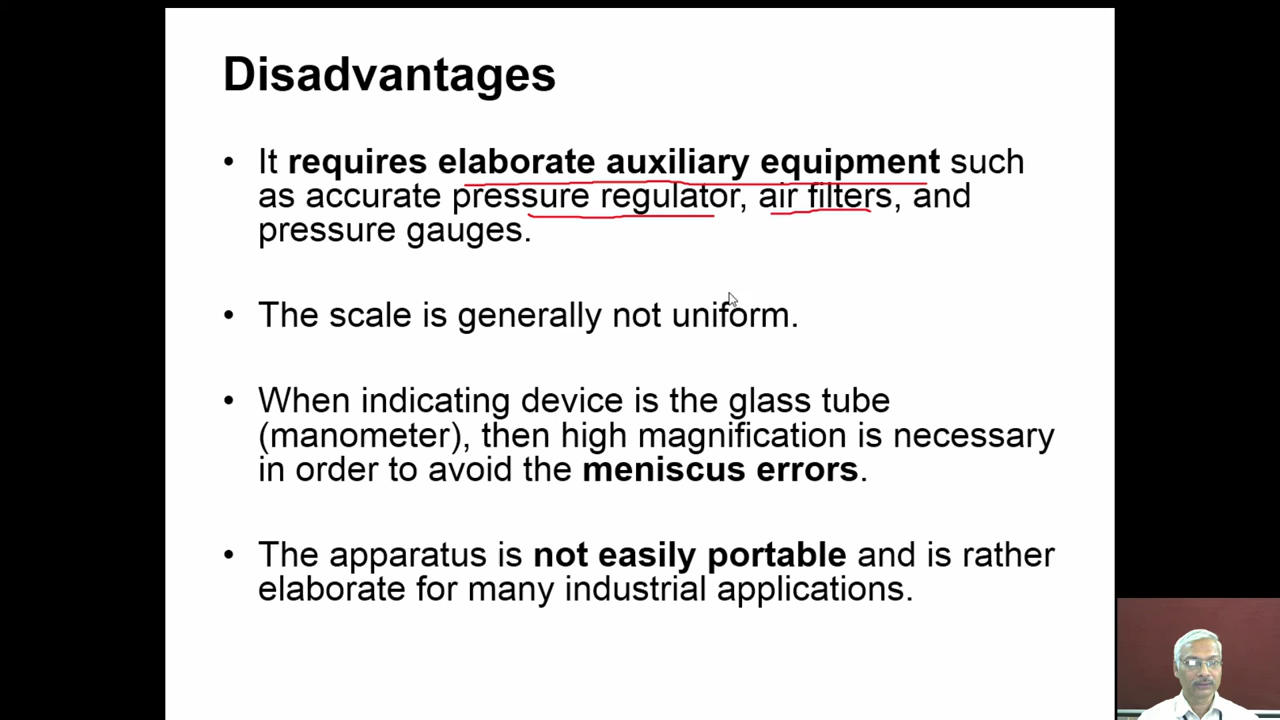 Disadvantages
• It requires elaborate auxiliary equipment such
as accurate pressure regulator, air filters, and
pressure gauges.
• The scale is generally not uniform.
• When indicating device is the glass tube
(manometer), then high magnification is necessary
in order to avoid the meniscus errors.
• The apparatus is not easily portable and is rather
elaborate for many industrial applications.